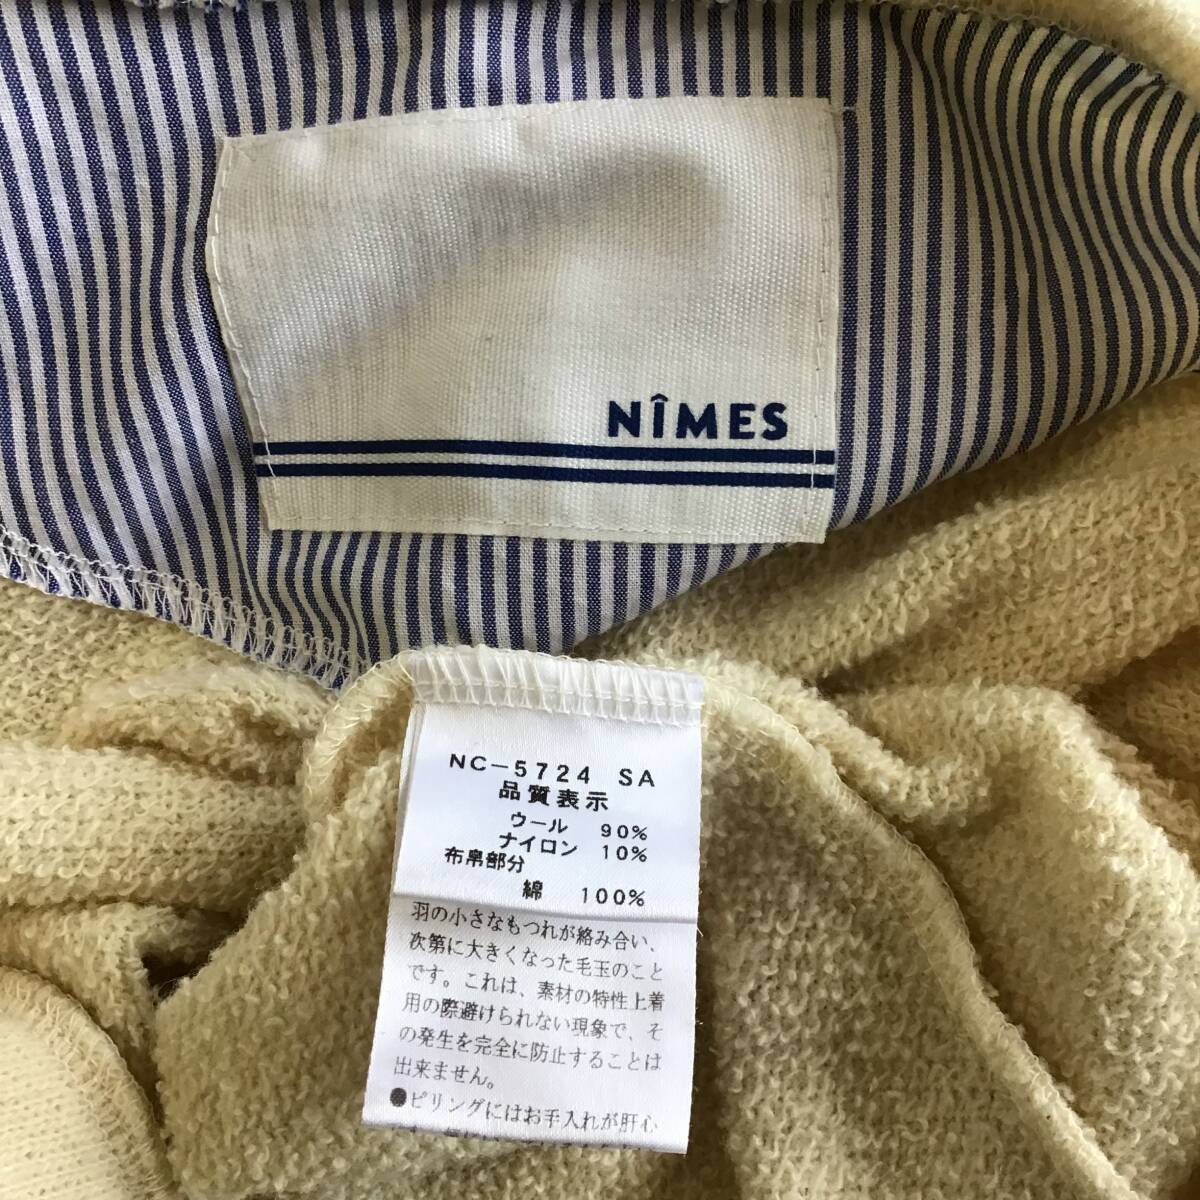 NÎMES
NC-5724 SA
品質表示
ウール 90%
ナイロン 10%
布帛部分
綿 100%
羽の小さなもつれが絡み合い、
次第に大きくなった毛玉のこと
です。これは、素材の特性上着
用の際避けられない現象で、そ
の発生を完全に防止することは
出来ません。
●ピリングにはお手入れが肝心